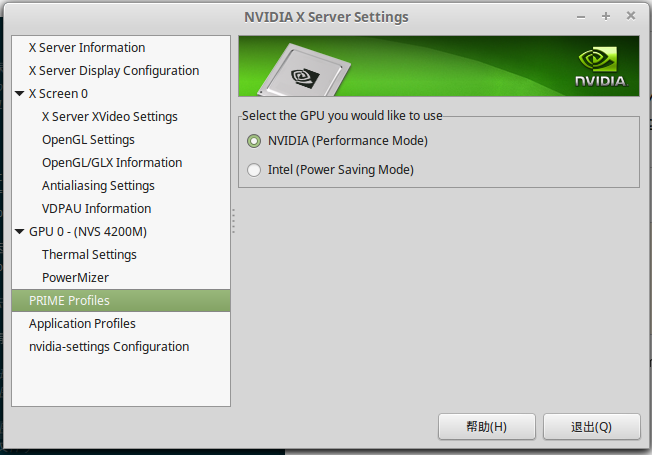 NVIDIA X Server Settings
X Server Information
X Server Display Configuration
X Screen 0
X Server XVideo Settings
OpenGL Settings
OpenGL/GLX Information
Antialiasing Settings
VDPAU Information
GPU 0 - (NVS 4200M)
Thermal Settings
PowerMizer
PRIME Profiles
Application Profiles
nvidia-settings Configuration
NVIDIA.
Select the GPU you would like to use
NVIDIA (Performance Mode)
Intel (Power Saving Mode)
帮助(H)
退出(Q)